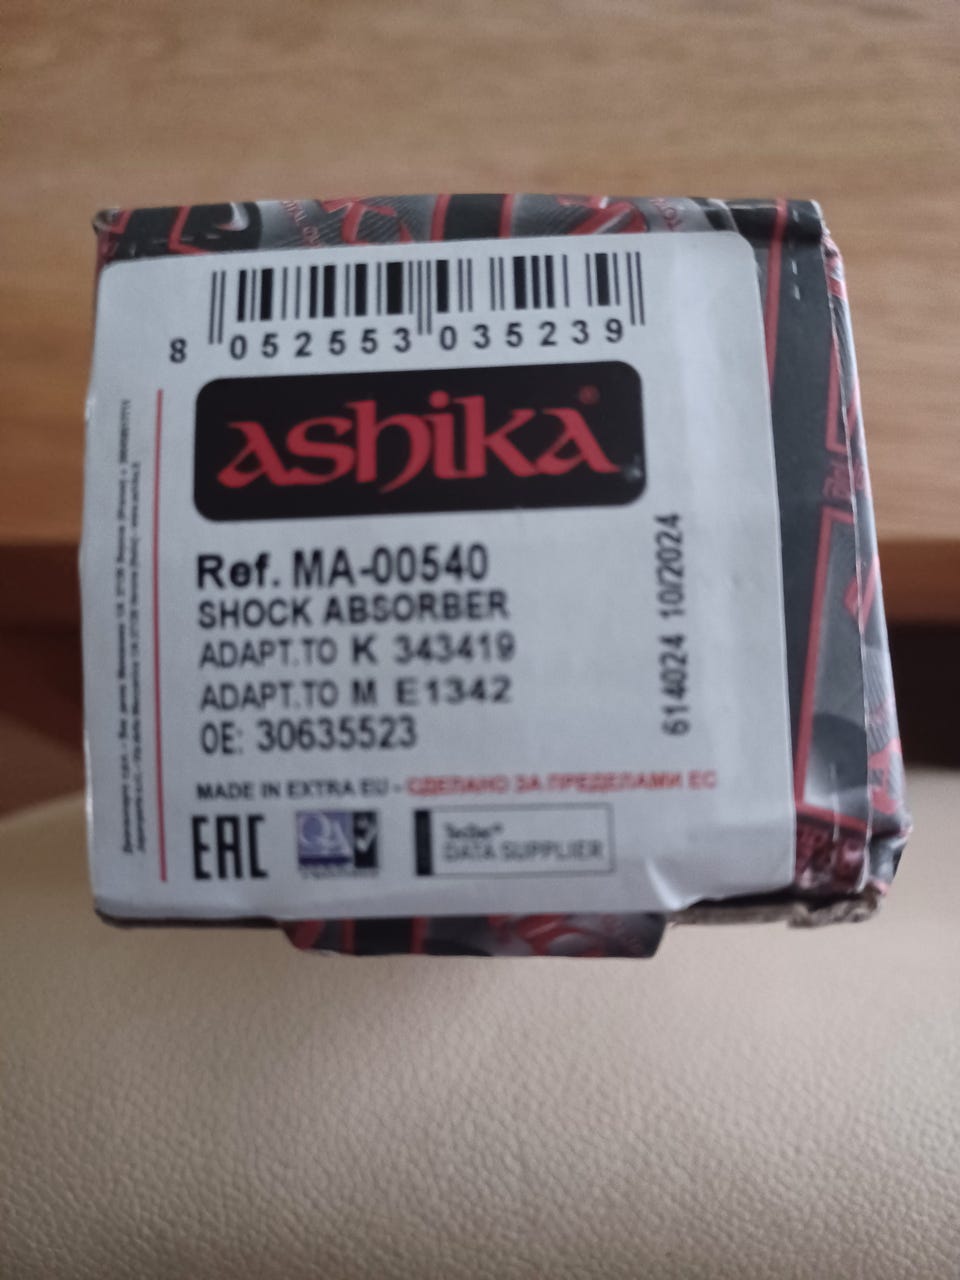 8 052553 035239
ashika®
Ref. MA-00540
SHOCK ABSORBER
ADAPT.TO K 343419
ADAPT.TO M E1342
OE: 30635523
614024 10/2024
MADE IN EXTRA EU - СДЕЛАНО ЗА ПРЕДЕЛАМИ ЕС
EAC
QA
DATA SUPPLIER